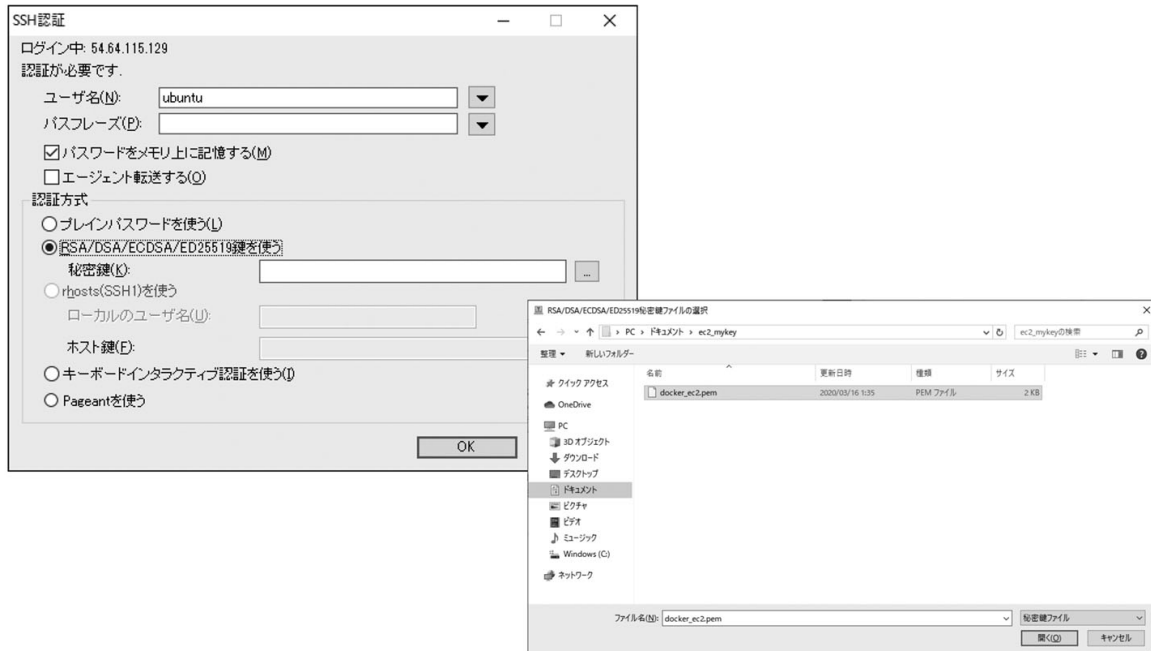 SSH認証
ログイン中: 54.64.115.129
認証が必要です.
ユーザ名(N): ubuntu
パスフレーズ(P):
パスワードをメモリ上に記憶する(M)
エージェント転送する(O)
認証方式
プレインパスワードを使う(L)
RSA/DSA/ECDSA/ED25519鍵を使う
秘密鍵(K):
...
rhosts(SSH1)を使う
ローカルのユーザ名(U):
ホスト鍵(F):
キーボードインタラクティブ認証を使う(I)
Pageantを使う
OK
RSA/DSA/ECDSA/ED25519秘密鍵ファイルの選択
PC › ドキュメント › ec2_mykey
ec2_mykeyの検索
整理 新しいフォルダー
名前 更新日時 種類 サイズ
docker_ec2.pem 2020/03/16 1:35 PEM ファイル 2 KB
クイック アクセス
OneDrive
PC
3D オブジェクト
ダウンロード
デスクトップ
ドキュメント
ピクチャ
ビデオ
ミュージック
Windows (C:)
ネットワーク
ファイル名(N): docker_ec2.pem
秘密鍵ファイル
開く(O) キャンセル